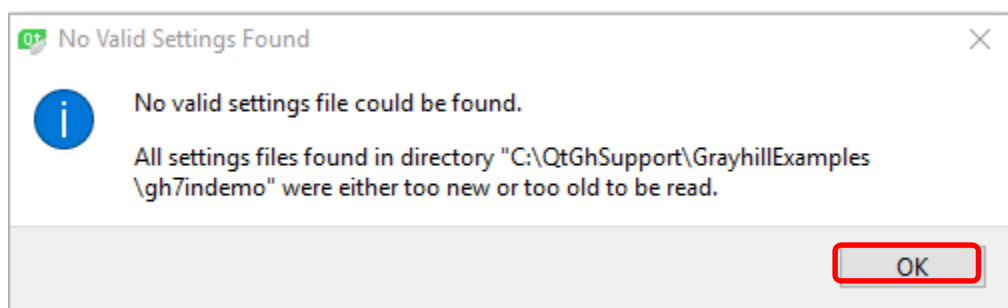 Qt No Valid Settings Found
No valid settings file could be found.
All settings files found in directory "C:\QtGhSupport\GrayhillExamples
\gh7indemo" were either too new or too old to be read.
OK